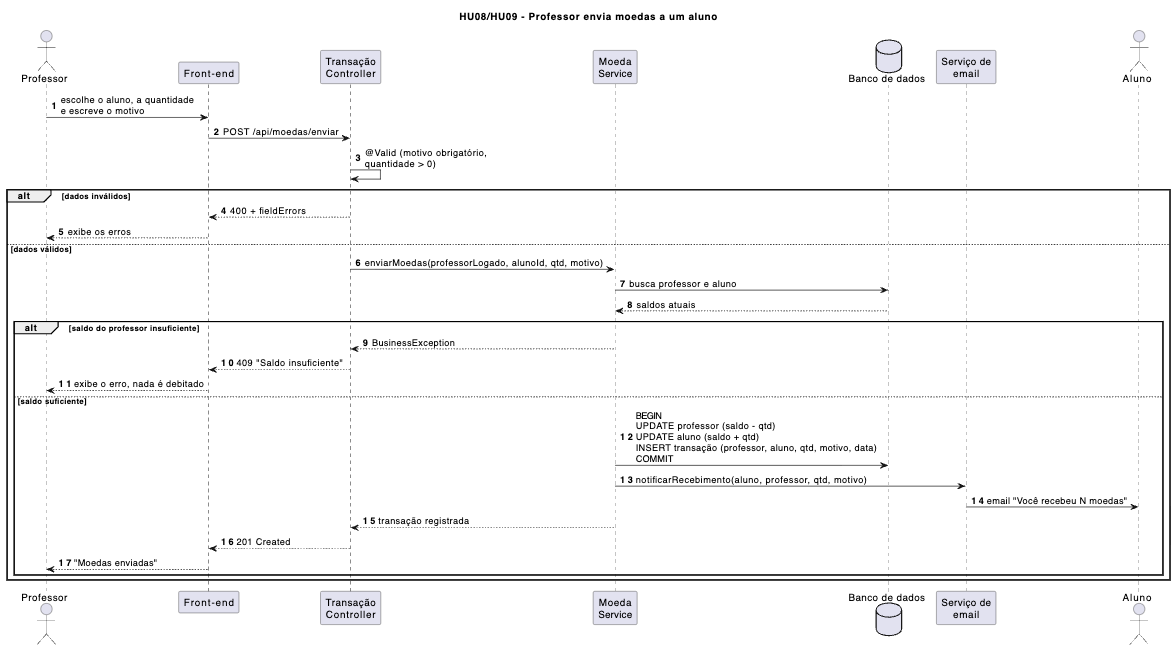 HU08/HU09 - Professor envia moedas a um aluno
Professor
Front-end
Transação
Controller
Moeda
Service
Banco de dados
Serviço de
email
Aluno
1 escolhe o aluno, a quantidade
e escreve o motivo
2 POST /api/moedas/enviar
3 @Valid (motivo obrigatório,
quantidade > 0)
alt [dados inválidos]
4 400 + fieldErrors
5 exibe os erros
[dados válidos]
6 enviarMoedas(professorLogado, alunoId, qtd, motivo)
7 busca professor e aluno
8 saldos atuais
alt [saldo do professor insuficiente]
9 BusinessException
10 409 "Saldo insuficiente"
11 exibe o erro, nada é debitado
[saldo suficiente]
BEGIN
UPDATE professor (saldo - qtd)
12 UPDATE aluno (saldo + qtd)
INSERT transação (professor, aluno, qtd, motivo, data)
COMMIT
13 notificarRecebimento(aluno, professor, qtd, motivo)
14 email "Você recebeu N moedas"
15 transação registrada
16 201 Created
17 "Moedas enviadas"
Professor
Front-end
Transação
Controller
Moeda
Service
Banco de dados
Serviço de
email
Aluno